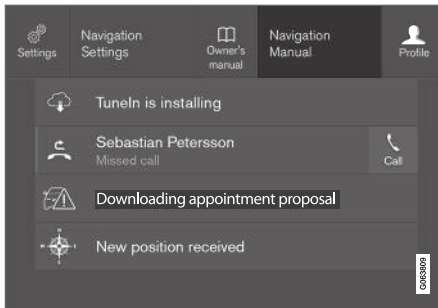 Settings
Navigation
Settings
Owner's
manual
Navigation
Manual
Profile
TuneIn is installing
Sebastian Petersson
Missed call
Call
Downloading appointment proposal
New position received
G063809